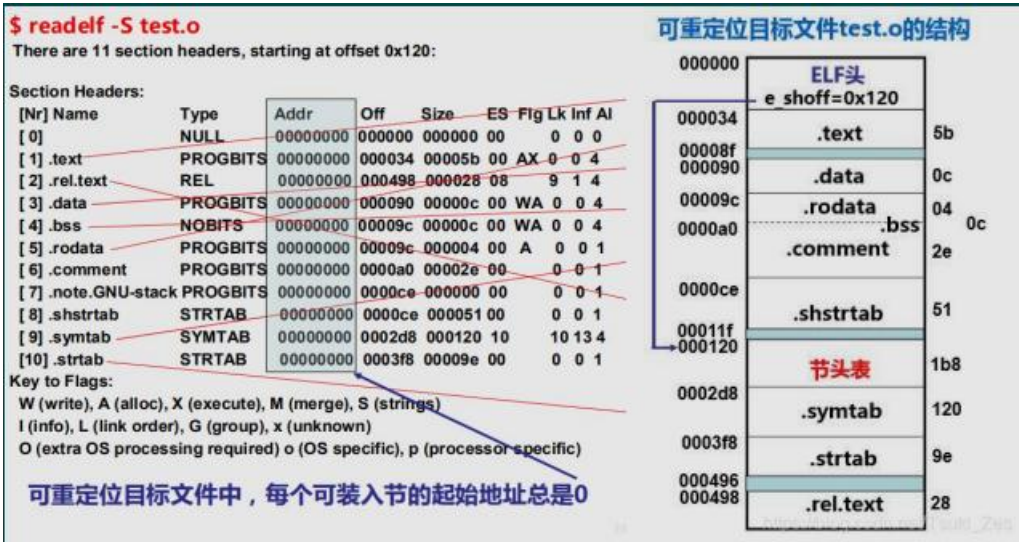 $ readelf -S test.o
There are 11 section headers, starting at offset 0x120:
Section Headers:
[Nr] Name Type Addr Off Size ES Flg Lk Inf Al
[ 0] NULL 00000000 000000 000000 00 0 0 0
[ 1] .text PROGBITS 00000000 000034 00005b 00 AX 0 0 4
[ 2] .rel.text REL 00000000 000498 000028 08 9 1 4
[ 3] .data PROGBITS 00000000 000090 00000c 00 WA 0 0 4
[ 4] .bss NOBITS 00000000 00009c 00000c 00 WA 0 0 4
[ 5] .rodata PROGBITS 00000000 00009c 000004 00 A 0 0 1
[ 6] .comment PROGBITS 00000000 0000a0 00002e 00 0 0 1
[ 7] .note.GNU-stack PROGBITS 00000000 0000ce 000000 00 0 0 1
[ 8] .shstrtab STRTAB 00000000 0000ce 000051 00 0 0 1
[ 9] .symtab SYMTAB 00000000 0002d8 000120 10 10 13 4
[10] .strtab STRTAB 00000000 0003f8 00009e 00 0 0 1
Key to Flags:
W (write), A (alloc), X (execute), M (merge), S (strings)
I (info), L (link order), G (group), x (unknown)
O (extra OS processing required) o (OS specific), p (processor specific)
可重定位目标文件中，每个可装入节的起始地址总是0
可重定位目标文件test.o的结构
000000
ELF头
e_shoff=0x120
000034
.text 5b
00008f
000090
.data 0c
00009c
.rodata 04
.bss 0c
0000a0
.comment 2e
0000ce
.shstrtab 51
00011f
000120
节头表 1b8
0002d8
.symtab 120
0003f8
.strtab 9e
000496
000498
.rel.text 28